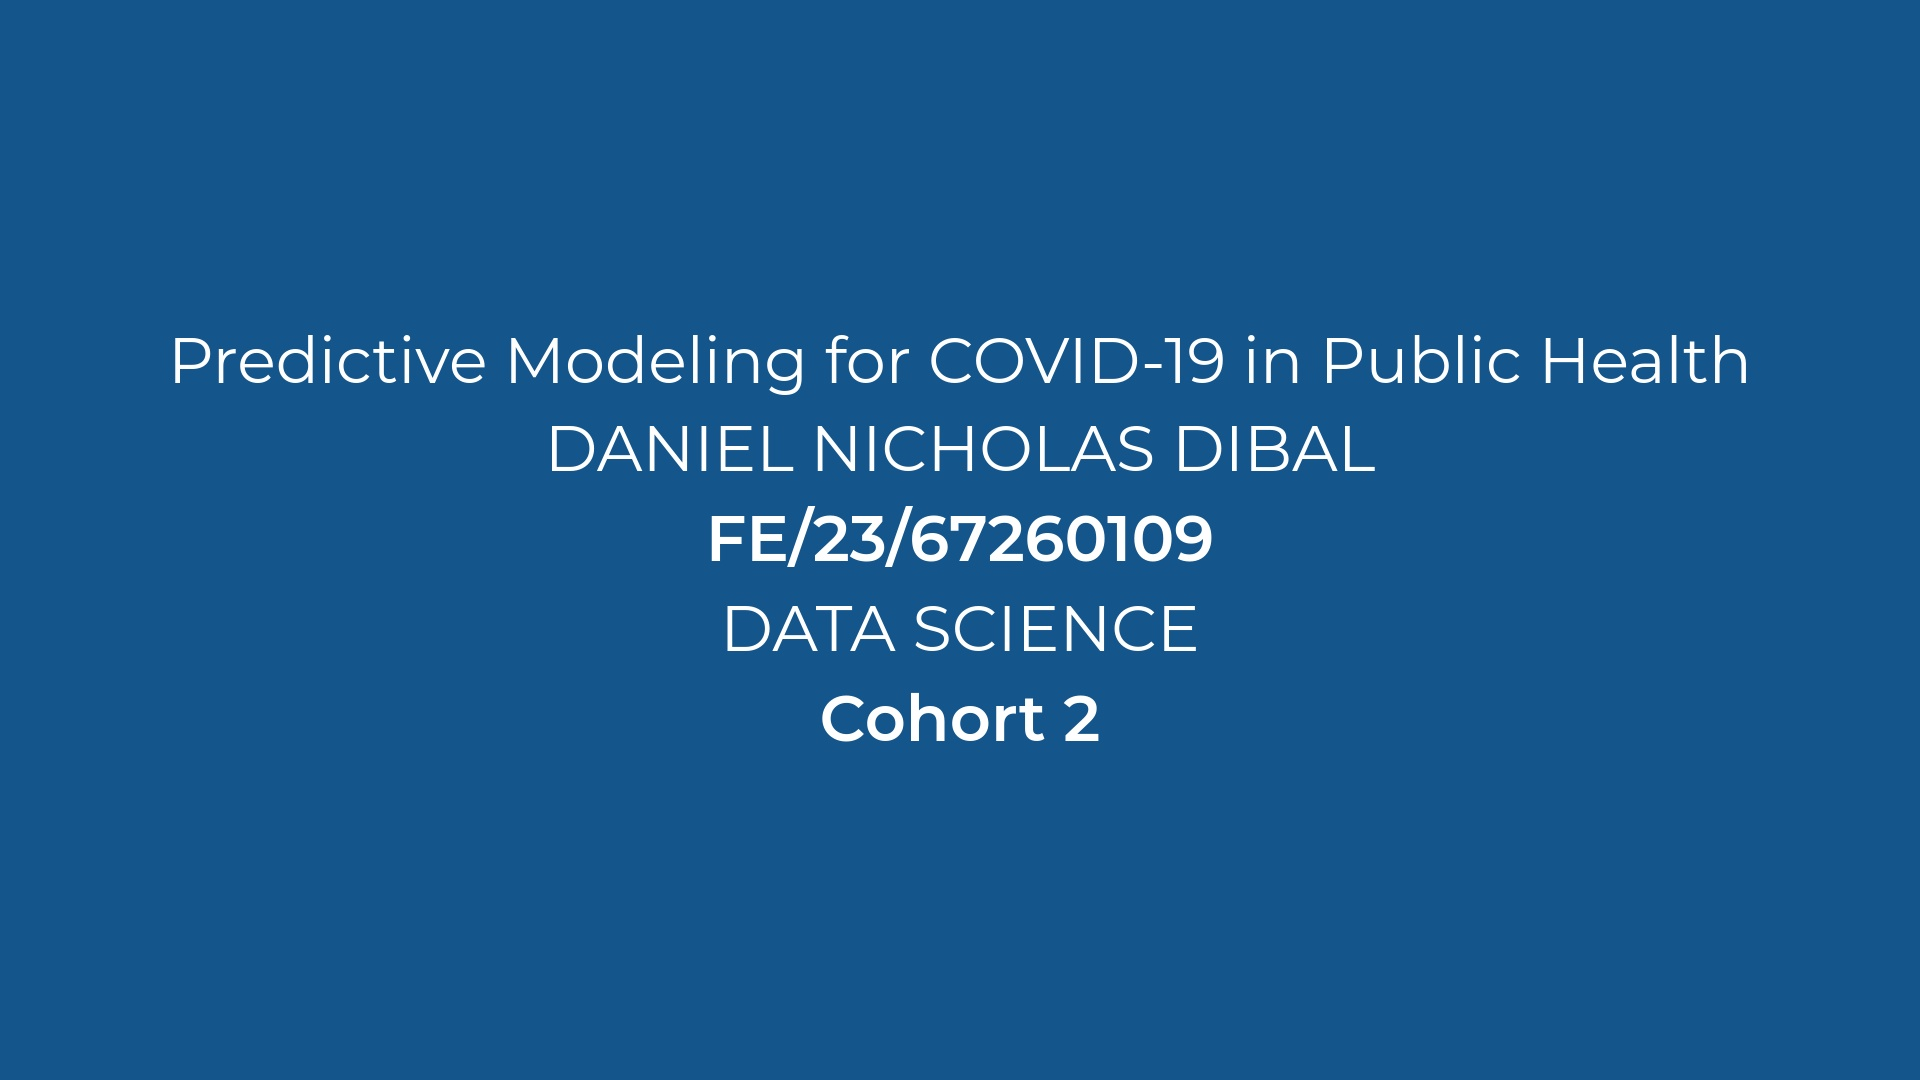 Predictive Modeling for COVID-19 in Public Health
DANIEL NICHOLAS DIBAL
FE/23/67260109
DATA SCIENCE
Cohort 2